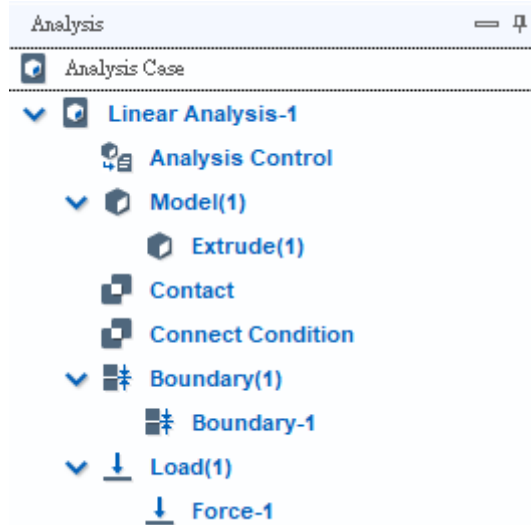 Analysis
Analysis Case
Linear Analysis-1
Analysis Control
Model(1)
Extrude(1)
Contact
Connect Condition
Boundary(1)
Boundary-1
Load(1)
Force-1